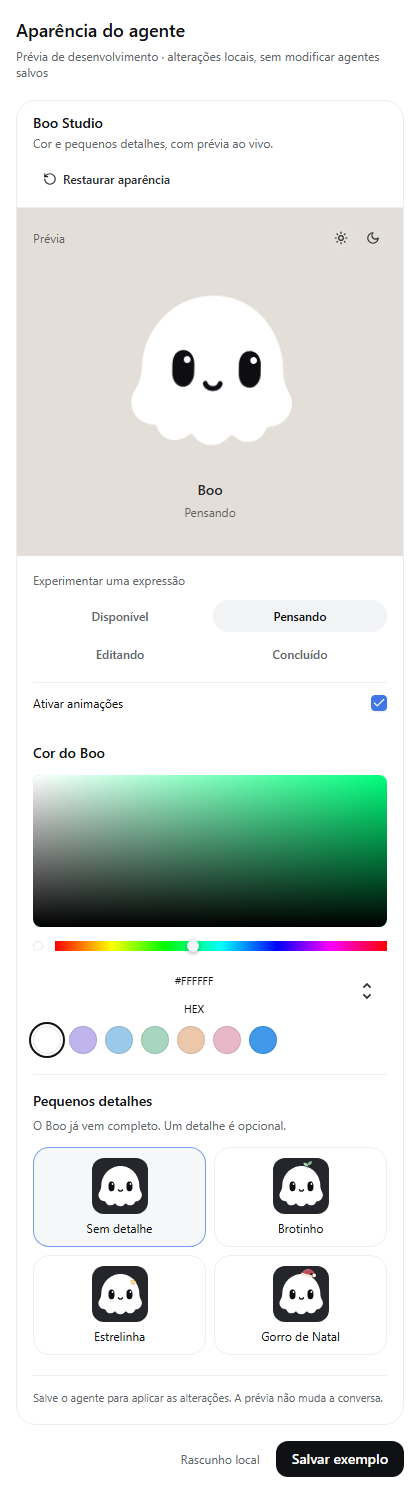 Aparência do agente
Prévia de desenvolvimento · alterações locais, sem modificar agentes
salvos
Boo Studio
Cor e pequenos detalhes, com prévia ao vivo.
Restaurar aparência
Prévia
Boo
Pensando
Experimentar uma expressão
Disponível
Pensando
Editando
Concluído
Ativar animações
Cor do Boo
#FFFFFF
HEX
Pequenos detalhes
O Boo já vem completo. Um detalhe é opcional.
Sem detalhe
Brotinho
Estrelinha
Gorro de Natal
Salve o agente para aplicar as alterações. A prévia não muda a conversa.
Rascunho local
Salvar exemplo